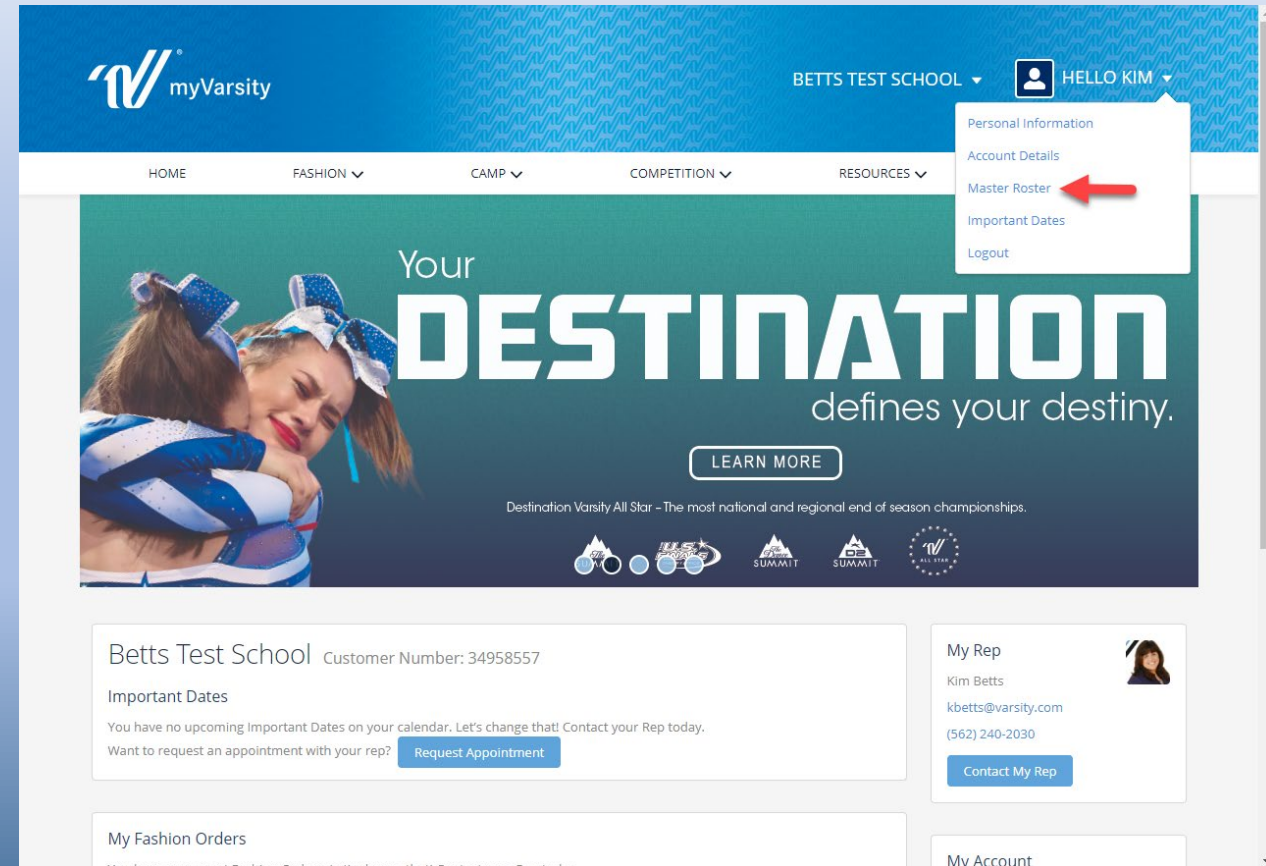 myVarsity
BETTS TEST SCHOOL
HELLO KIM
Personal Information
Account Details
Master Roster
Important Dates
Logout
HOME
FASHION
CAMP
COMPETITION
RESOURCES
Your
DESTINATION
defines your destiny.
LEARN MORE
Destination Varsity All Star – The most national and regional end of season championships.
SUMMIT
SUMMIT
ALL STAR
Betts Test School Customer Number: 34958557
Important Dates
You have no upcoming Important Dates on your calendar. Let's change that! Contact your Rep today.
Want to request an appointment with your rep? Request Appointment
My Rep
Kim Betts
kbetts@varsity.com
(562) 240-2030
Contact My Rep
My Fashion Orders
My Account